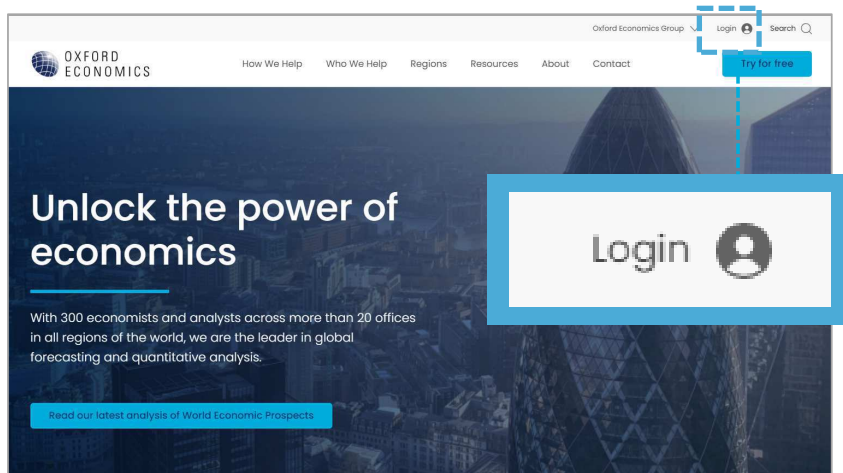 Oxford Economics Group Login Search
OXFORD
ECONOMICS
How We Help Who We Help Regions Resources About Contact Try for free
Unlock the power of
economics
Login
With 300 economists and analysts across more than 20 offices
in all regions of the world, we are the leader in global
forecasting and quantitative analysis.
Read our latest analysis of World Economic Prospects